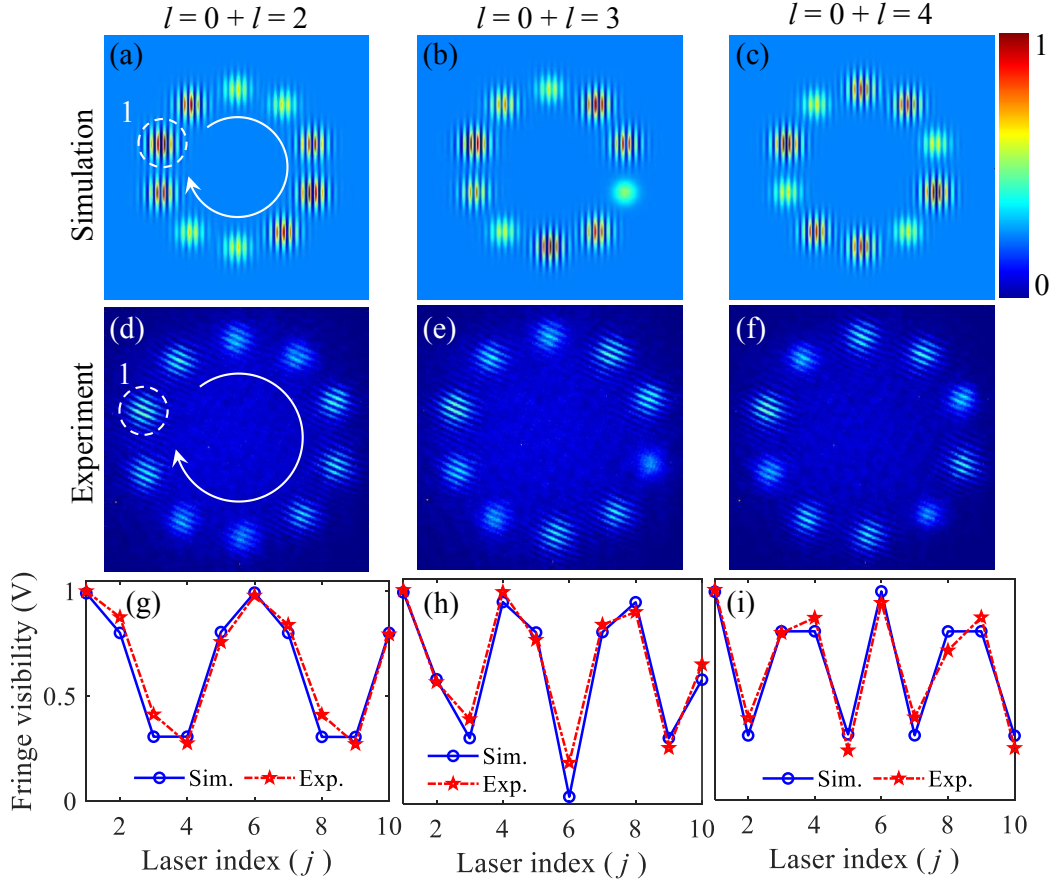 l = 0 + l = 2
l = 0 + l = 3
l = 0 + l = 4
(a)
(b)
(c)
1
1
0
Simulation
(d)
(e)
(f)
1
Experiment
(g)
(h)
(i)
1
0.5
0
Fringe visibility (V)
Sim. Exp.
Sim.
Exp.
Sim. Exp.
2 4 6 8 10
2 4 6 8 10
2 4 6 8 10
Laser index ( j )
Laser index ( j )
Laser index ( j )